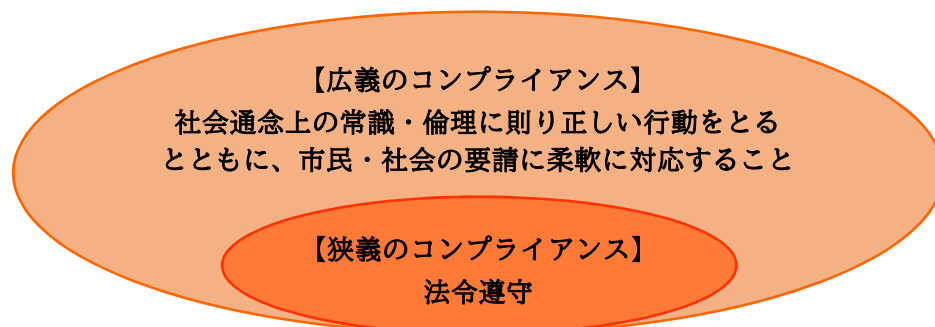 【広義のコンプライアンス】
社会通念上の常識・倫理に則り正しい行動をとる
とともに、市民・社会の要請に柔軟に対応すること
【狭義のコンプライアンス】
法令遵守